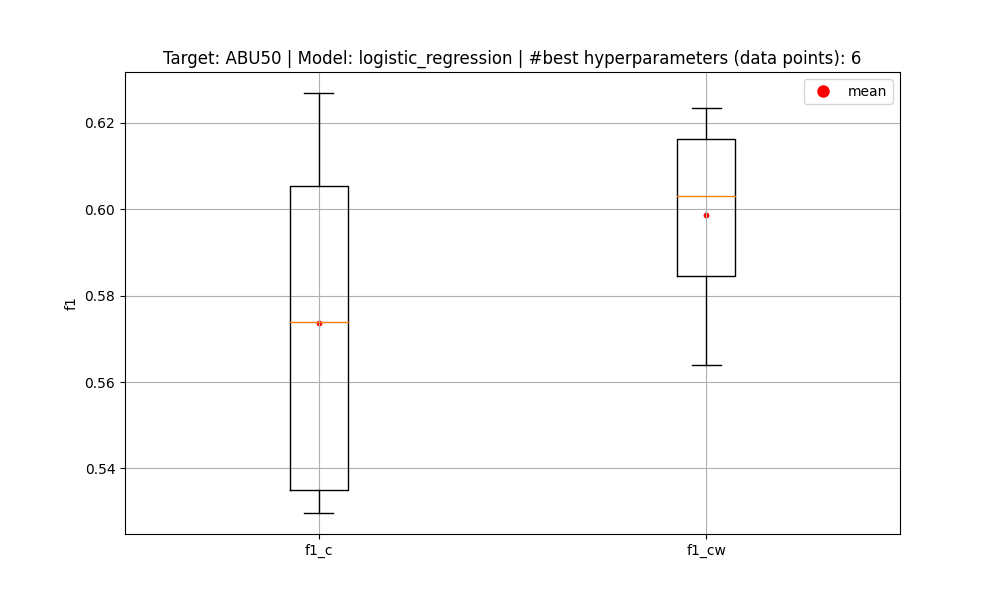 Target: ABU50 | Model: logistic_regression | #best hyperparameters (data points): 6
mean
0.62
0.60
0.58
0.56
0.54
f1
f1_c
f1_cw